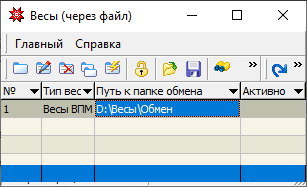 Весы (через файл)
Главный Справка
№ Тип вес Путь к папке обмена Активно
1 Весы ВПМ D:\Весы\Обмен